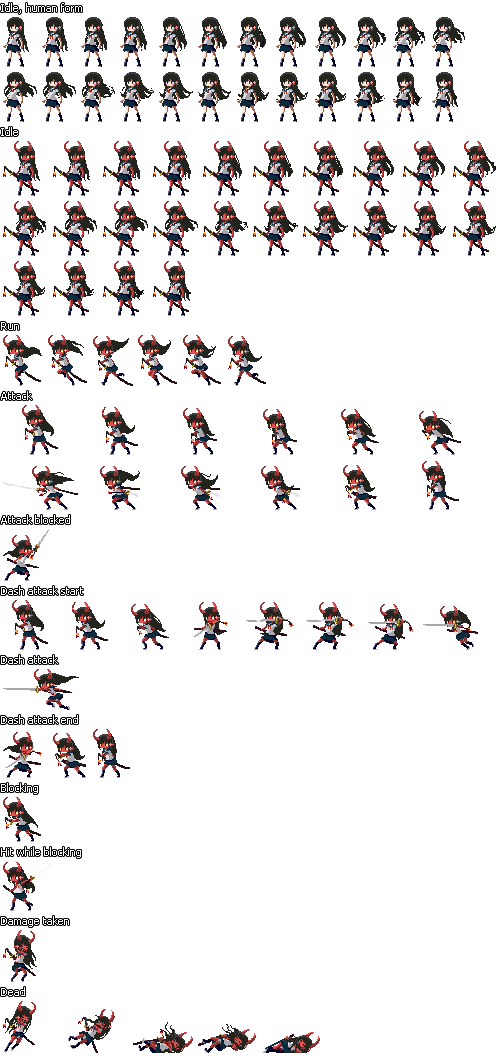 Idle, human form
Idle
Run
Attack
Attack blocked
Dash attack start
Dash attack
Dash attack end
Blocking
Hit while blocking
Damage taken
Dead